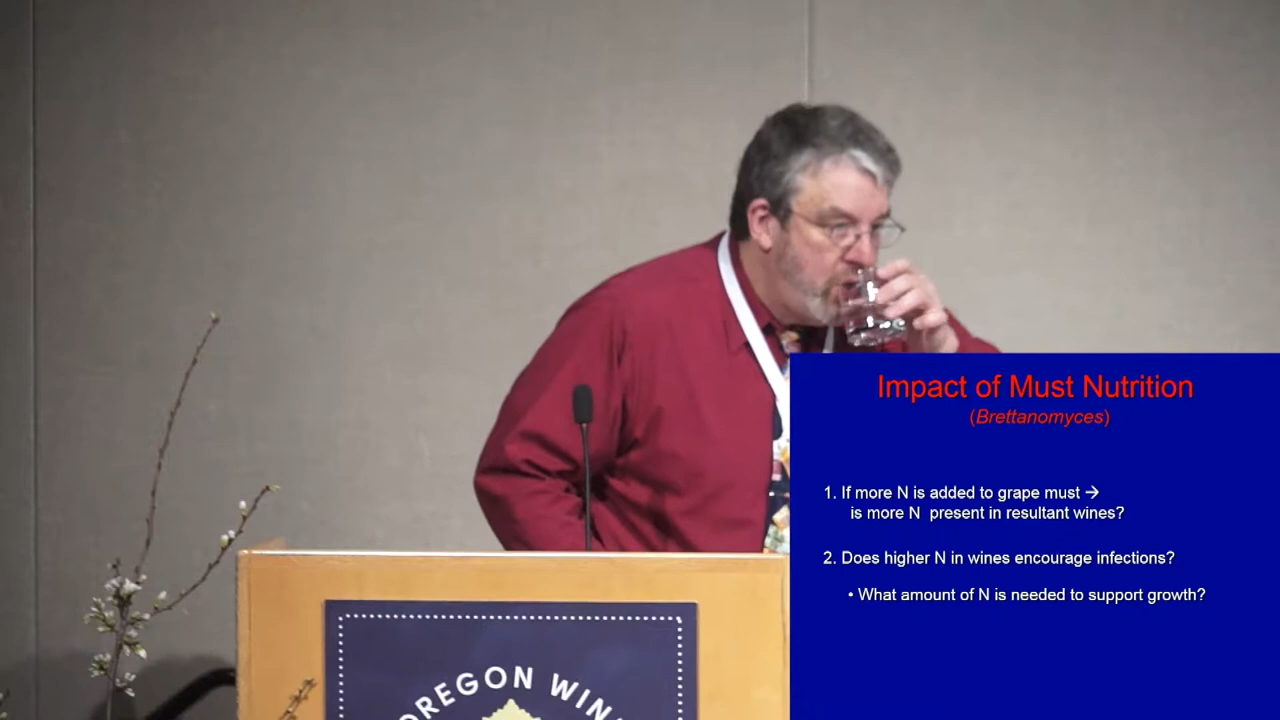 Impact of Must Nutrition
(Brettanomyces)
1. If more N is added to grape must →
is more N present in resultant wines?
2. Does higher N in wines encourage infections?
• What amount of N is needed to support growth?
OREGON